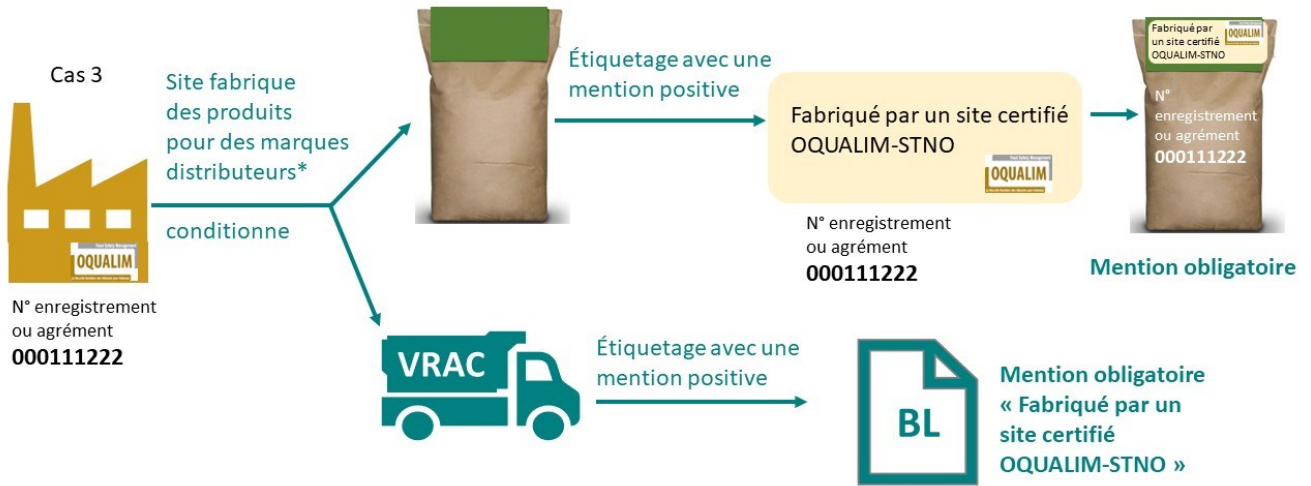 Cas 3
OQUALIM
N° enregistrement
ou agrément
000111222
Site fabrique
des produits
pour des marques
distributeurs*
conditionne
Étiquetage avec une
mention positive
Fabriqué par un site certifié
OQUALIM-STNO
OQUALIM
N° enregistrement
ou agrément
000111222
Fabriqué par
un site certifié
OQUALIM-STNO
OQUALIM
N°
enregistrement
ou agrément
000111222
Mention obligatoire
VRAC
Étiquetage avec une
mention positive
BL
Mention obligatoire
« Fabriqué par un
site certifié
OQUALIM-STNO »